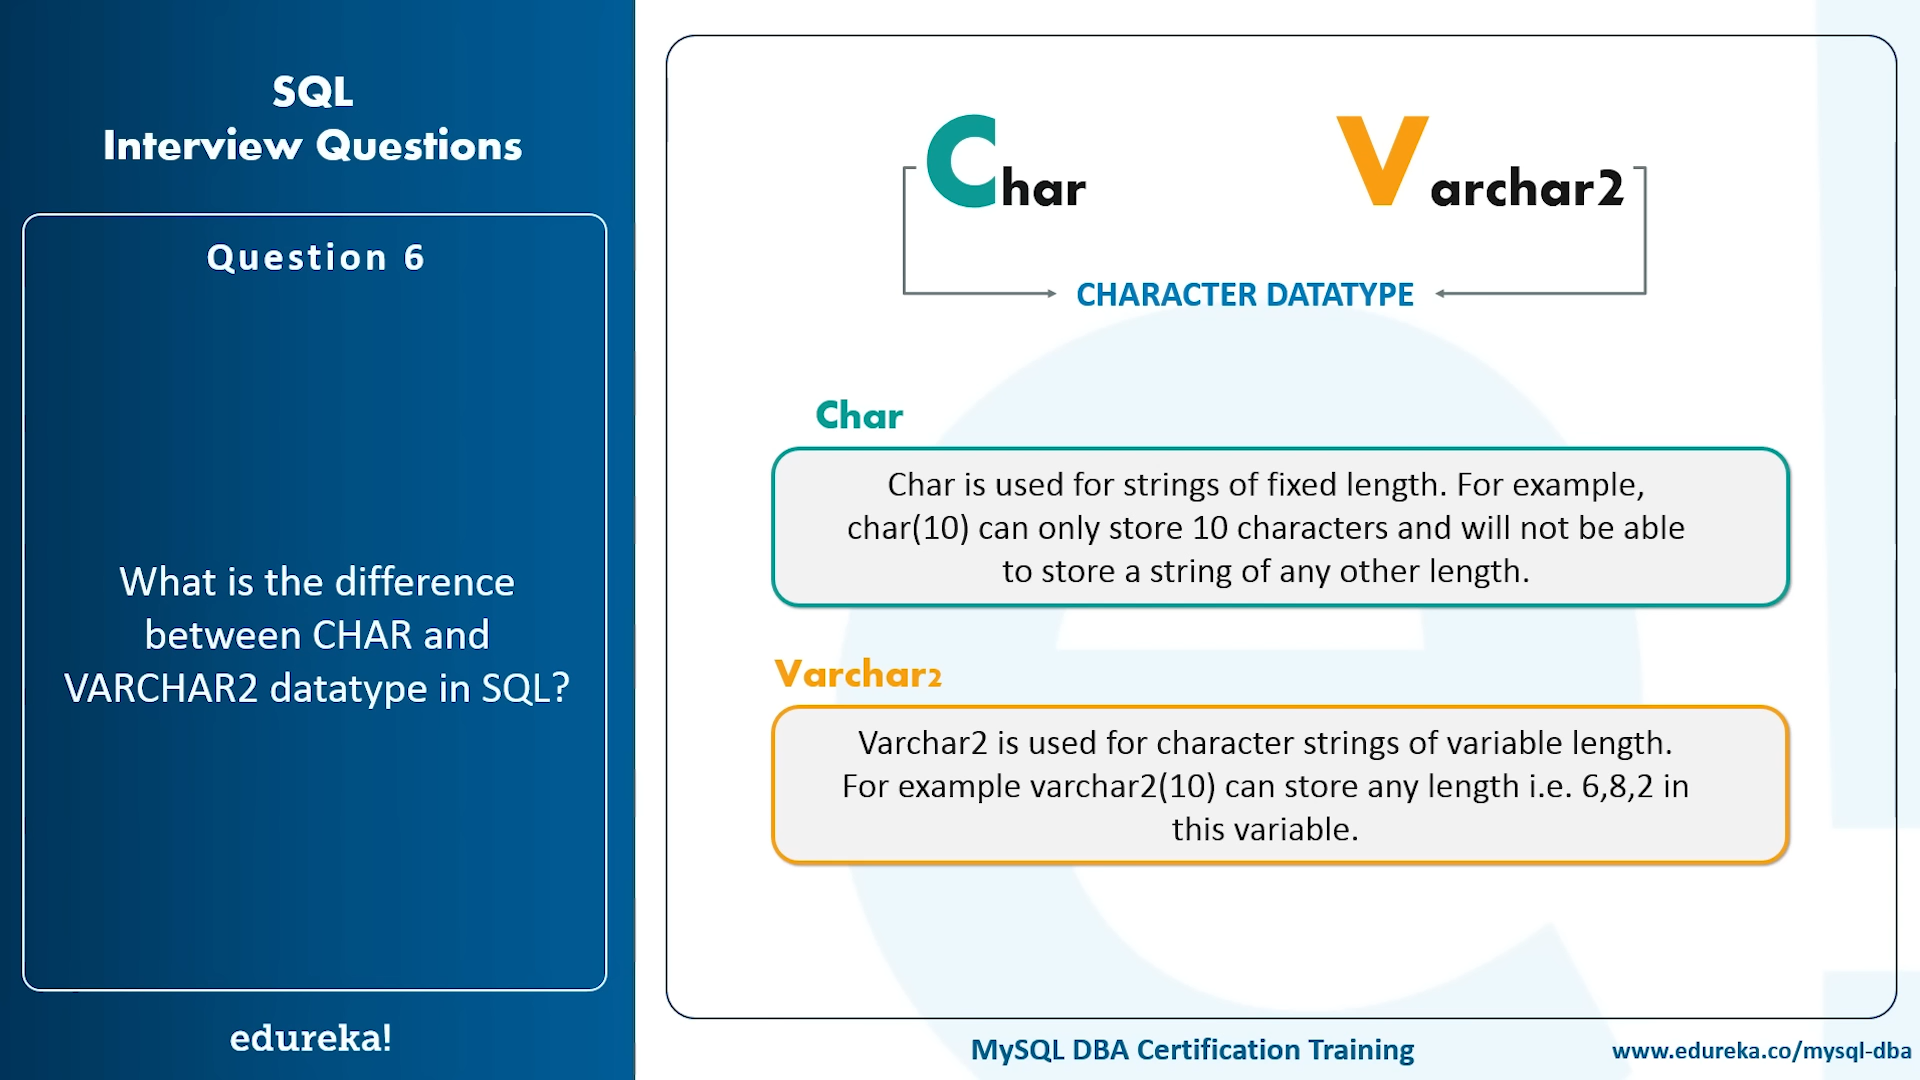 SQL
Interview Questions
Question 6
What is the difference
between CHAR and
VARCHAR2 datatype in SQL?
edureka!
Char
Varchar2
CHARACTER DATATYPE
Char
Char is used for strings of fixed length. For example,
char(10) can only store 10 characters and will not be able
to store a string of any other length.
Varchar2
Varchar2 is used for character strings of variable length.
For example varchar2(10) can store any length i.e. 6,8,2 in
this variable.
MySQL DBA Certification Training
www.edureka.co/mysql-dba